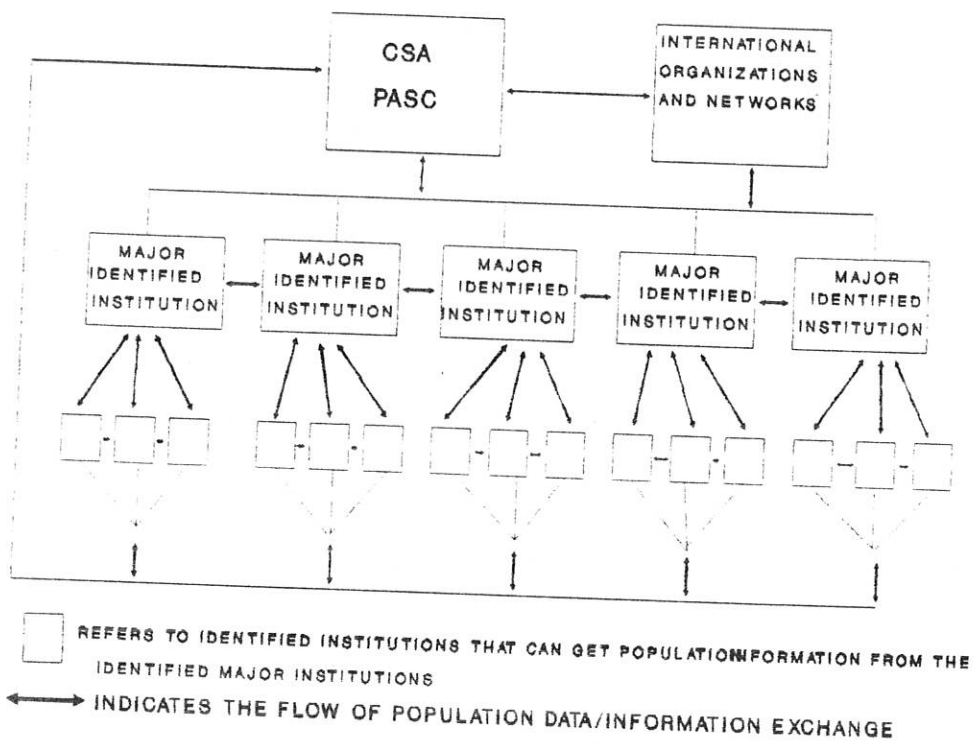 CSA
PASC
INTERNATIONAL
ORGANIZATIONS
AND NETWORKS
MAJOR
IDENTIFIED
INSTITUTION
MAJOR
IDENTIFIED
INSTITUTION
MAJOR
IDENTIFIED
INSTITUTION
MAJOR
IDENTIFIED
INSTITUTION
MAJOR
IDENTIFIED
INSTITUTION
REFERS TO IDENTIFIED INSTITUTIONS THAT CAN GET POPULATIONINFORMATION FROM THE
IDENTIFIED MAJOR INSTITUTIONS
INDICATES THE FLOW OF POPULATION DATA/INFORMATION EXCHANGE